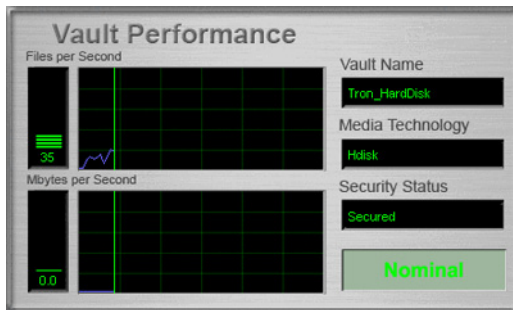 Vault Performance
Files per Second
35
Mbytes per Second
0.0
Vault Name
Tron_HardDisk
Media Technology
Hdisk
Security Status
Secured
Nominal